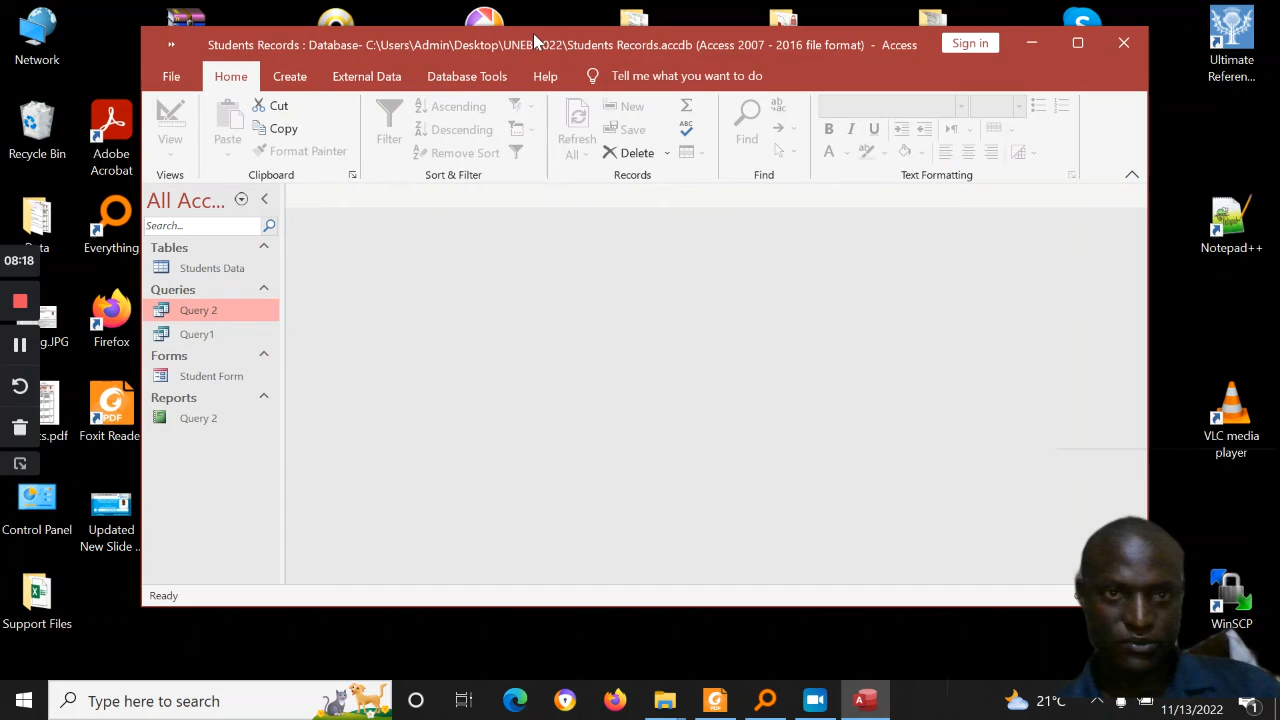 Students Records : Database- C:\Users\Admin\Desktop\UNEB 2022\Students Records.accdb (Access 2007 - 2016 file format) - Access
Sign in
File Home Create External Data Database Tools Help Tell me what you want to do
View
Views
Paste
Cut
Copy
Format Painter
Clipboard
Filter
Ascending
Descending
Remove Sort
Sort & Filter
Refresh
All
New
Save
Delete
Records
Find
Find
B I U
Text Formatting
All Acc...
Search...
Tables
Students Data
Queries
Query 2
Query1
Forms
Student Form
Reports
Query 2
Ready
Network
Recycle Bin
Adobe
Acrobat
Everything
08:18
Firefox
g.JPG
Foxit Reade
ts.pdf
Control Panel
Updated
New Slide ...
Support Files
Ultimate
Referen...
Notepad++
VLC media
player
WinSCP
Type here to search
21°
11/13/2022